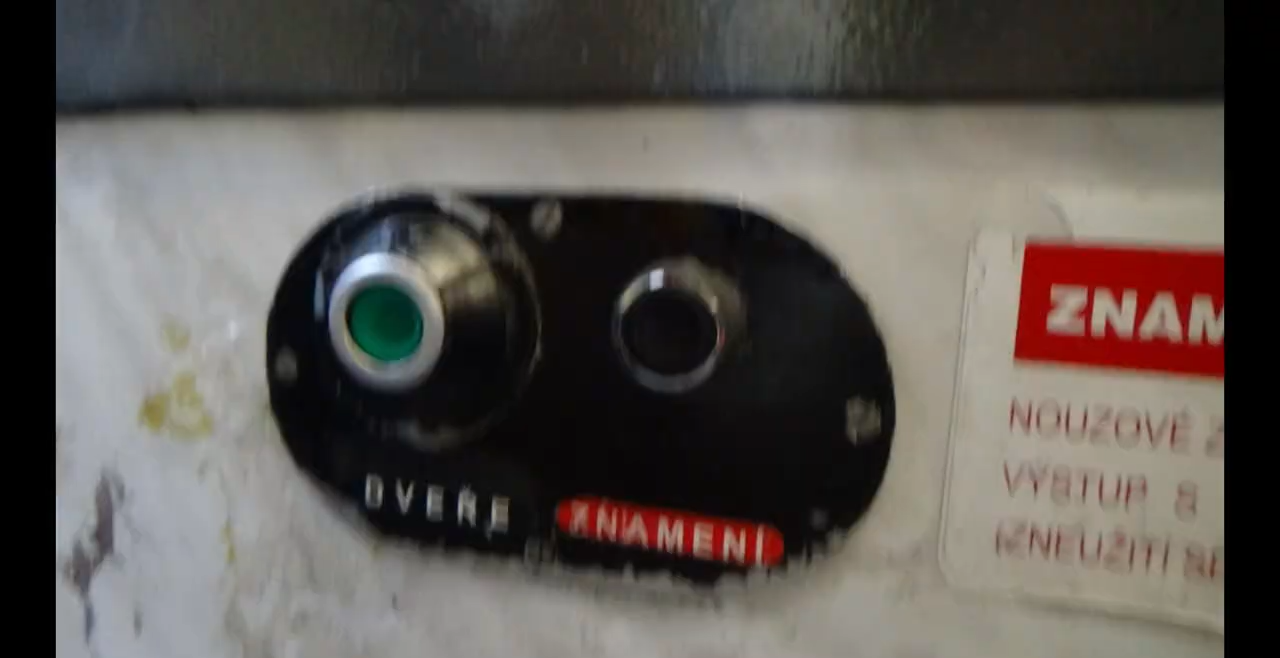 DVEŘE
ZNAMENÍ
ZNAM
NOUZOVÉ Z
VÝSTUP S
(ZNEUŽITÍ